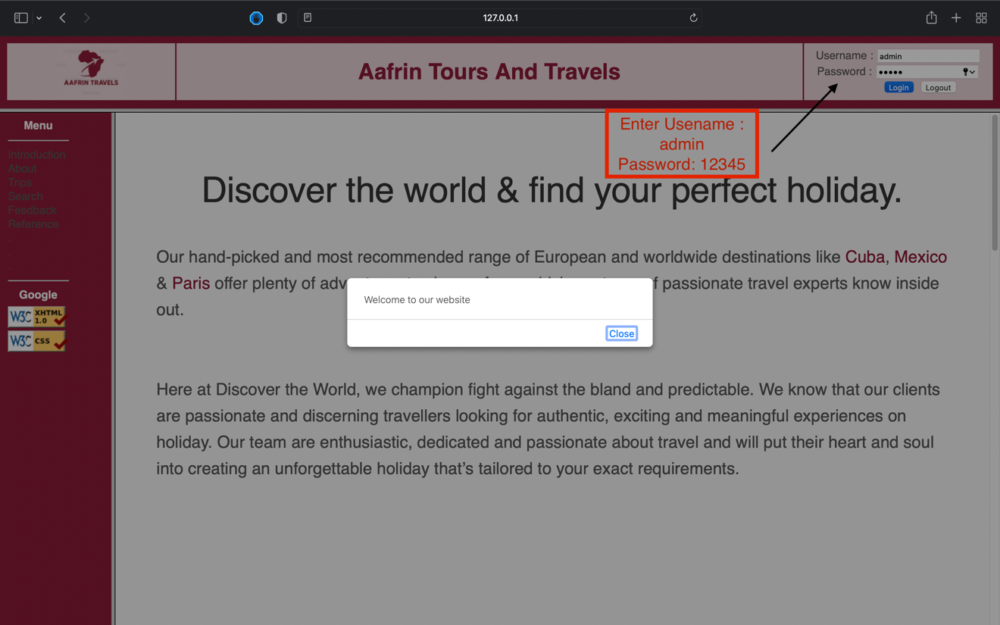 127.0.0.1
AAFRIN TRAVELS
Aafrin Tours And Travels
Username :
admin
Password :
•••••
Login
Logout
Menu
Introduction
About
Trips
Search
Feedback
Reference
.
.
.
Google
W3C XHTML 1.0
W3C CSS
Enter Usename :
admin
Password: 12345
Discover the world & find your perfect holiday.
Our hand-picked and most recommended range of European and worldwide destinations like Cuba, Mexico
& Paris offer plenty of of passionate travel experts know inside
out.
Welcome to our website
Close
Here at Discover the World, we champion fight against the bland and predictable. We know that our clients
are passionate and discerning travellers looking for authentic, exciting and meaningful experiences on
holiday. Our team are enthusiastic, dedicated and passionate about travel and will put their heart and soul
into creating an unforgettable holiday that’s tailored to your exact requirements.